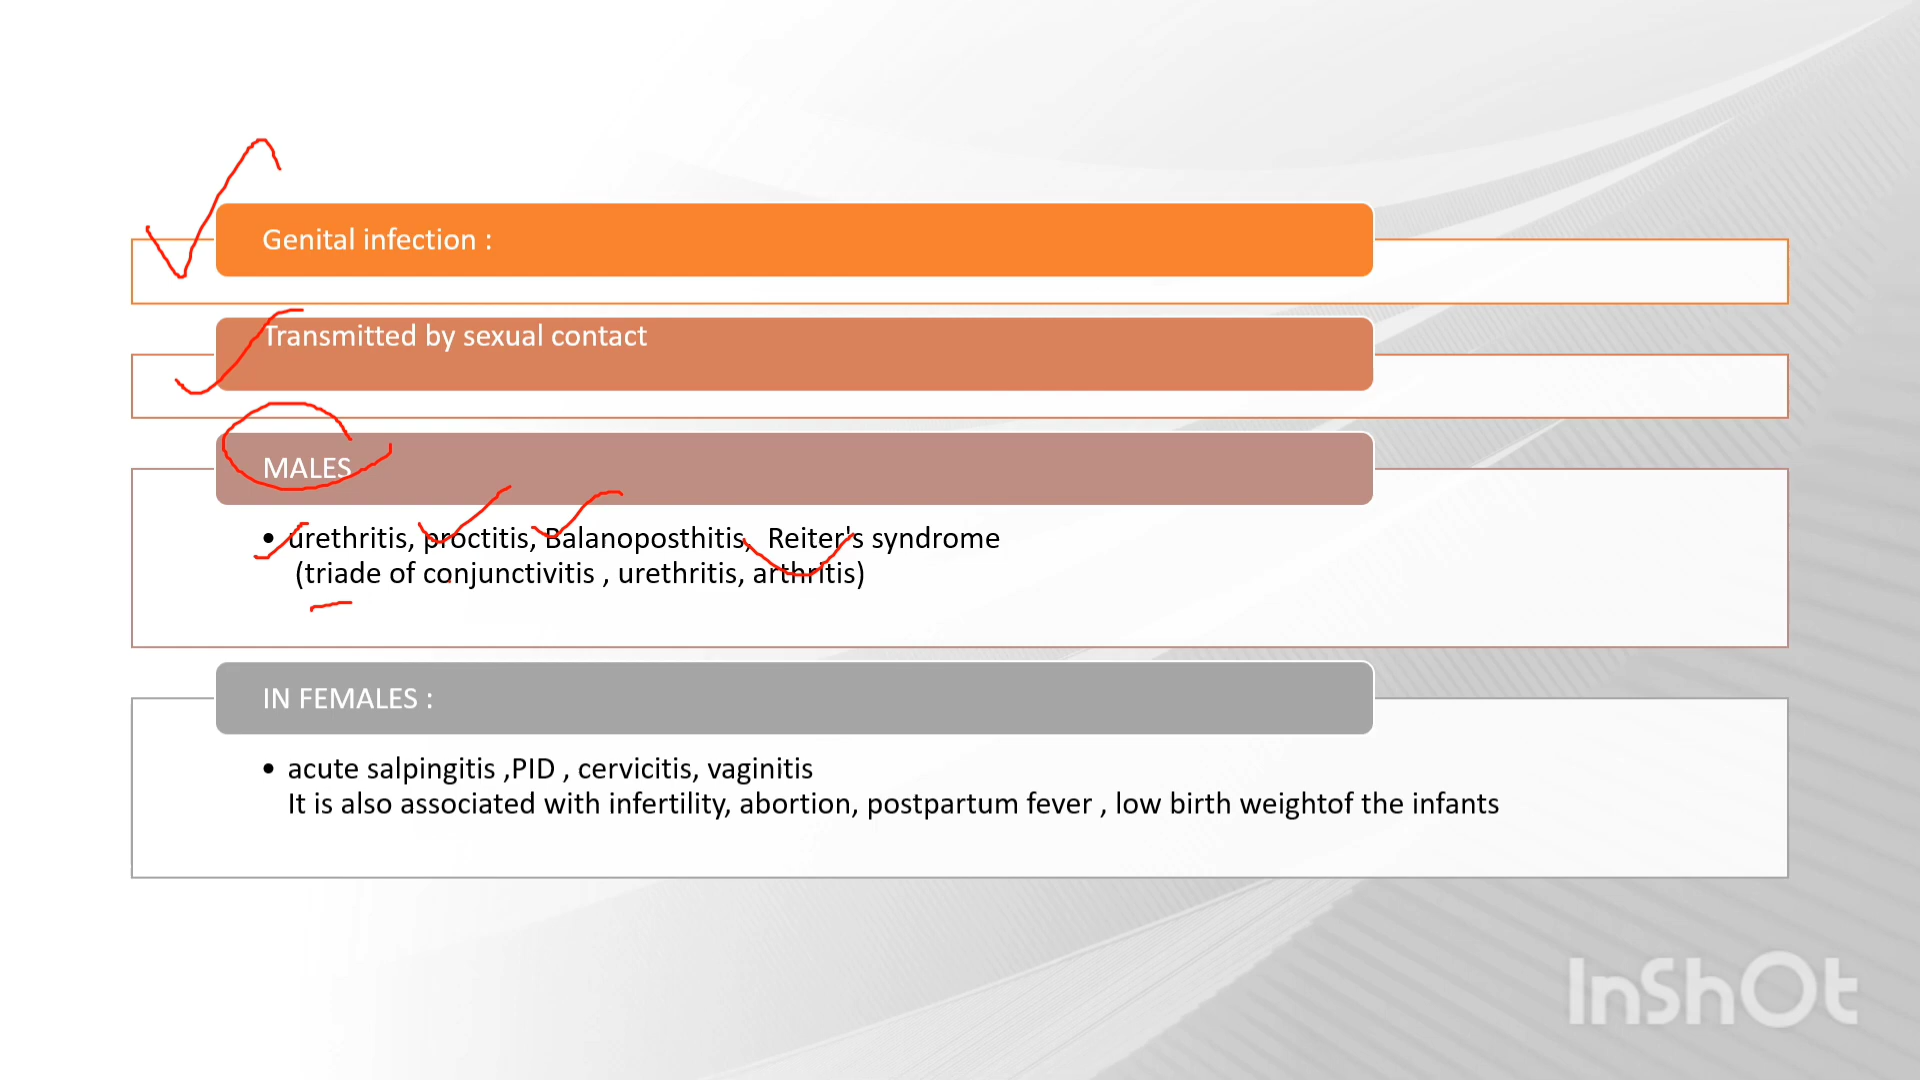 Genital infection :
Transmitted by sexual contact
MALES
• urethritis, proctitis, Balanoposthitis, Reiter's syndrome
(triade of conjunctivitis , urethritis, arthritis)
IN FEMALES :
• acute salpingitis ,PID , cervicitis, vaginitis
It is also associated with infertility, abortion, postpartum fever , low birth weightof the infants
InShOt